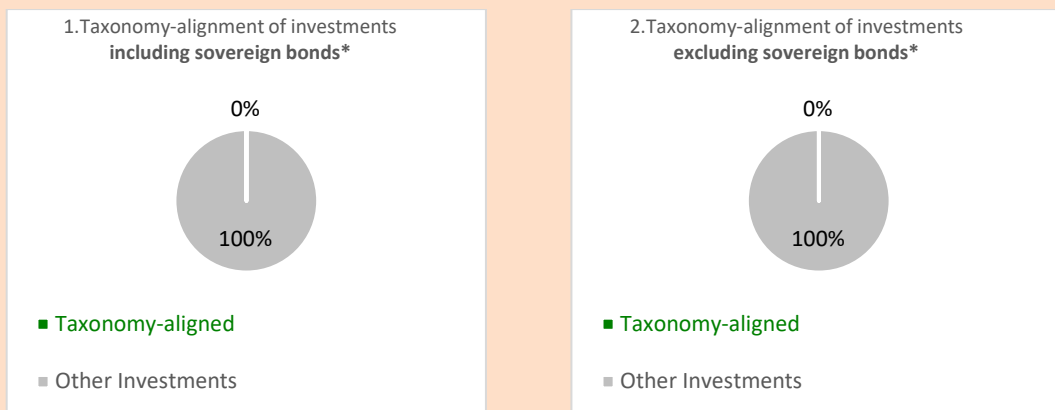 1.Taxonomy-alignment of investments
including sovereign bonds*
0%
100%
Taxonomy-aligned
Other Investments
2.Taxonomy-alignment of investments
excluding sovereign bonds*
0%
100%
Taxonomy-aligned
Other Investments